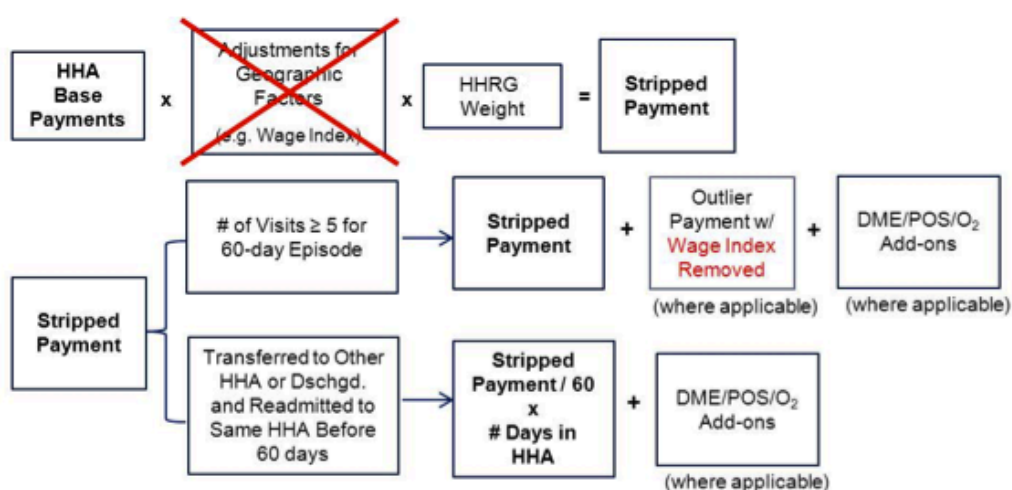 HHA
Base
Payments
x
Adjustments for
Geographic
Factors
(e.g. Wage Index)
x
HHRG
Weight
=
Stripped
Payment
Stripped
Payment
# of Visits ≥ 5 for
60-day Episode
Stripped
Payment
+
Outlier
Payment w/
Wage Index
Removed
(where applicable)
+
DME/POS/O₂
Add-ons
(where applicable)
Transferred to Other
HHA or Dschgd.
and Readmitted to
Same HHA Before
60 days
Stripped
Payment / 60
x
# Days in
HHA
+
DME/POS/O₂
Add-ons
(where applicable)